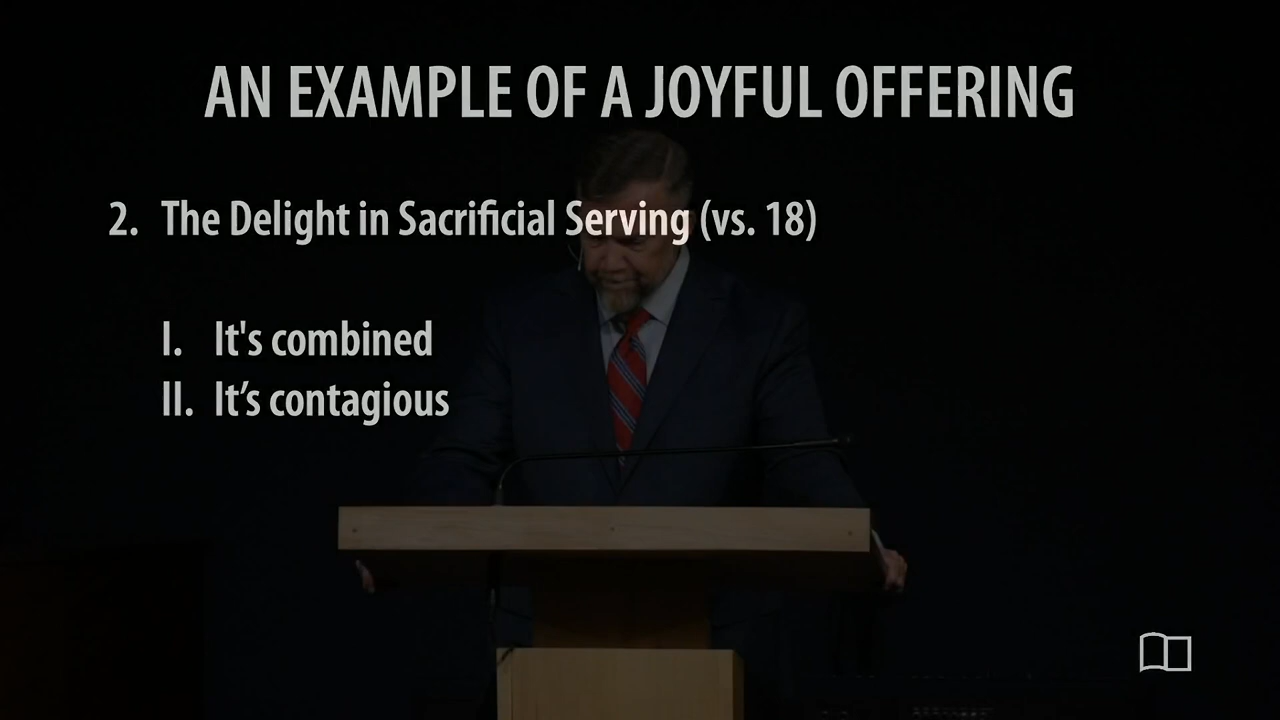 AN EXAMPLE OF A JOYFUL OFFERING
2. The Delight in Sacrificial Serving (vs. 18)
I. It's combined
II. It’s contagious